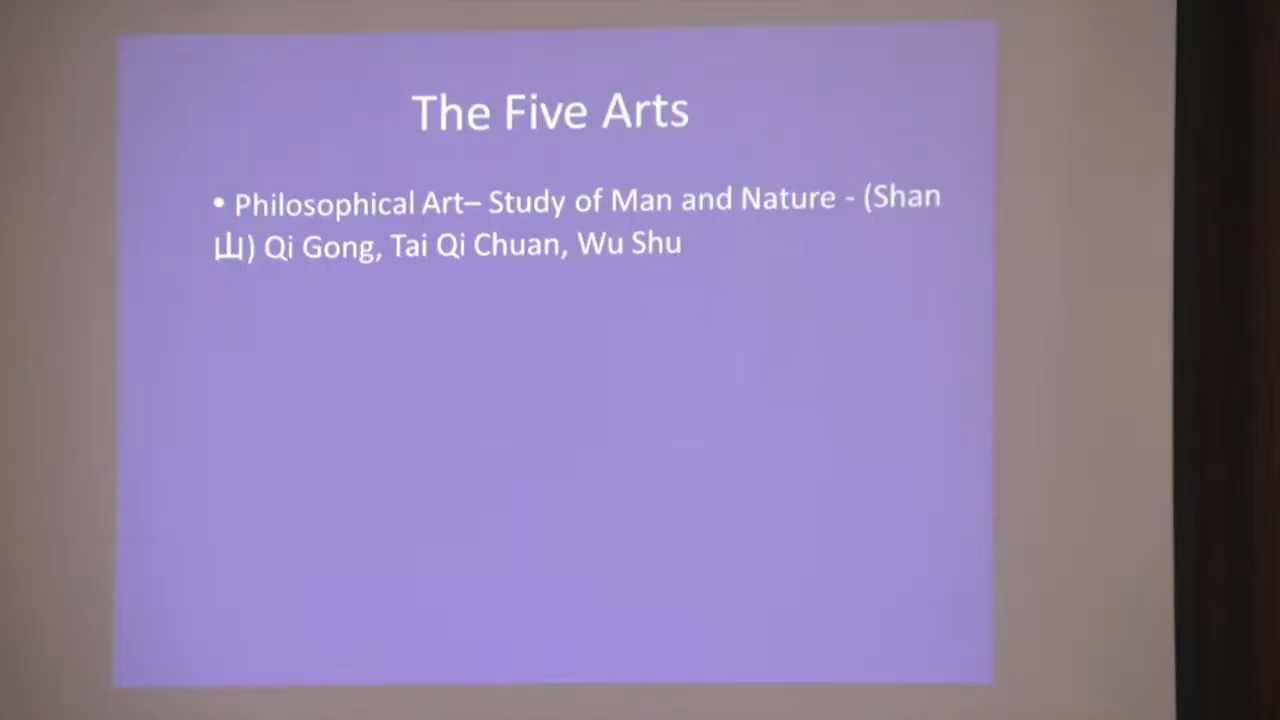 The Five Arts
• Philosophical Art– Study of Man and Nature - (Shan
山) Qi Gong, Tai Qi Chuan, Wu Shu